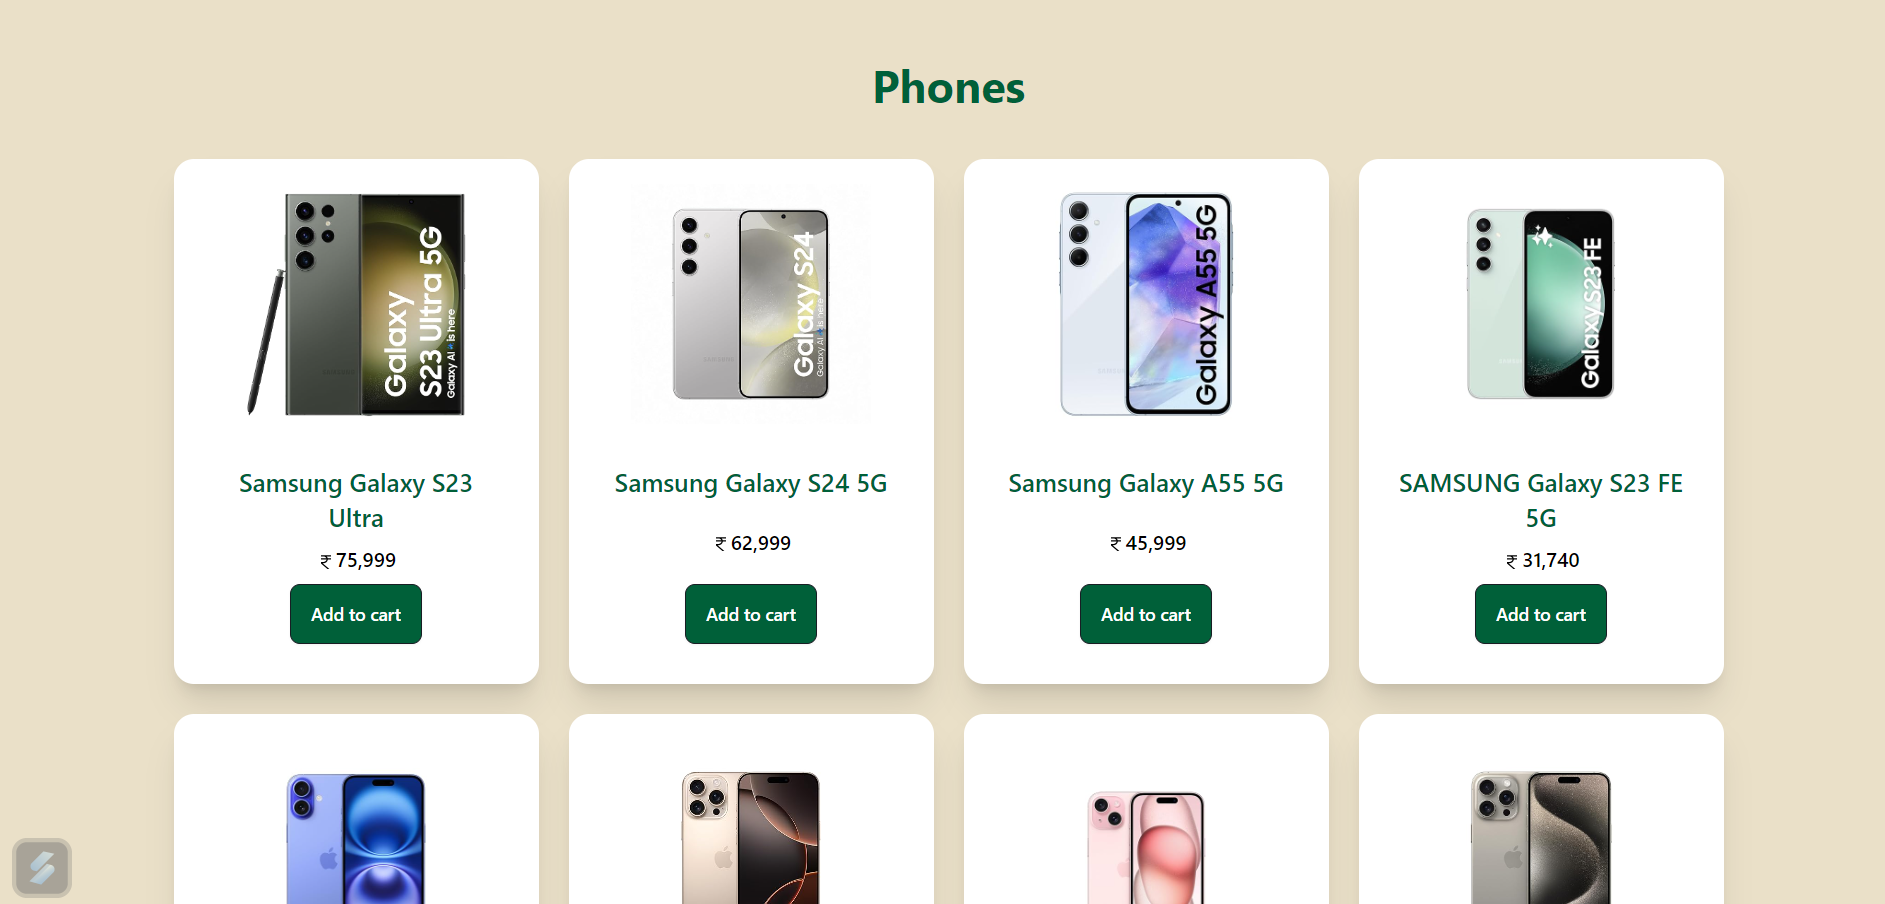 Phones
Galaxy
S23 Ultra 5G
Galaxy AI is here
Galaxy S24
Galaxy AI is here
Galaxy A55 5G
Galaxy S23 FE
SAMSUNG
Samsung Galaxy S23
Ultra
Samsung Galaxy S24 5G
Samsung Galaxy A55 5G
SAMSUNG Galaxy S23 FE
5G
₹ 75,999
₹ 62,999
₹ 45,999
₹ 31,740
Add to cart
Add to cart
Add to cart
Add to cart